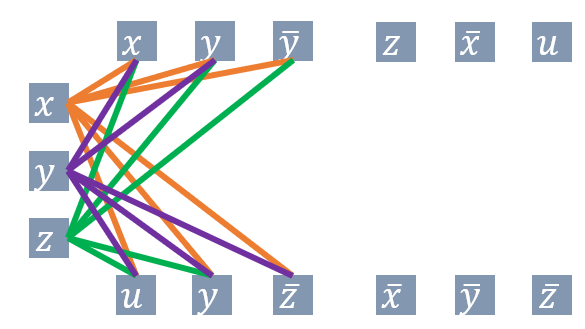 x y ȳ z x̄ u
x
y
z
u y z̄ x̄ ȳ z̄